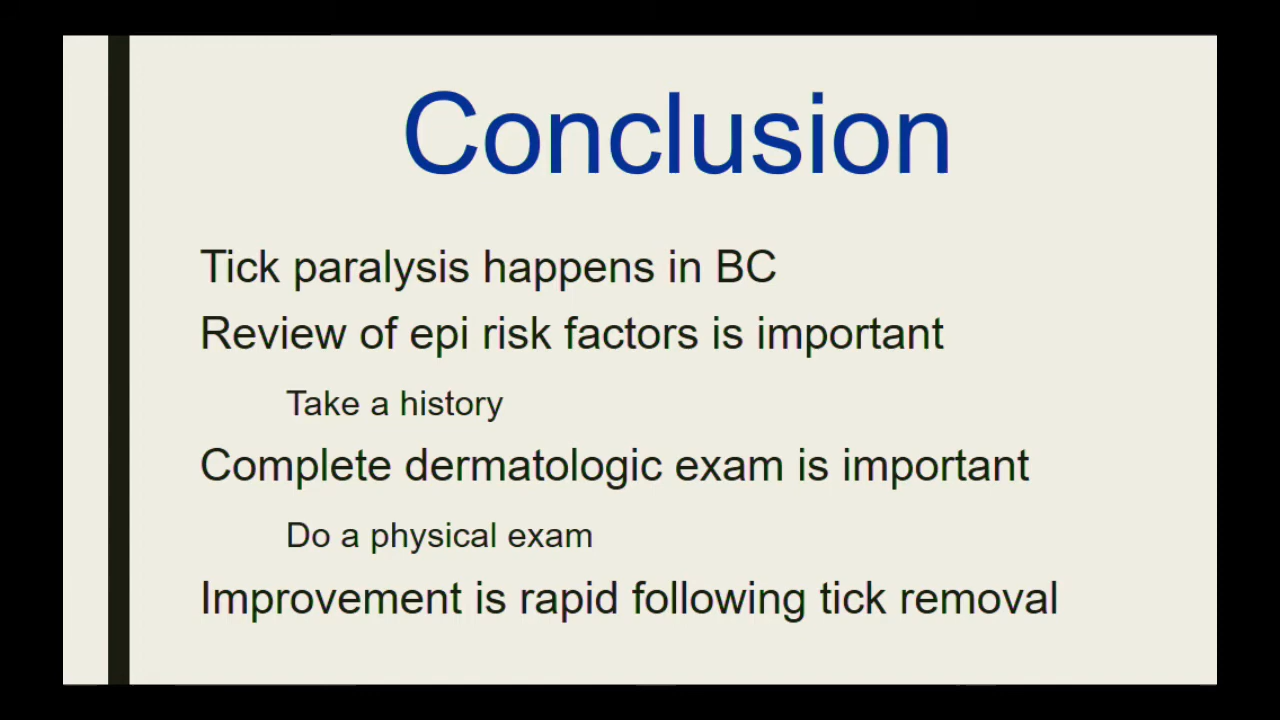 Conclusion
Tick paralysis happens in BC
Review of epi risk factors is important
Take a history
Complete dermatologic exam is important
Do a physical exam
Improvement is rapid following tick removal